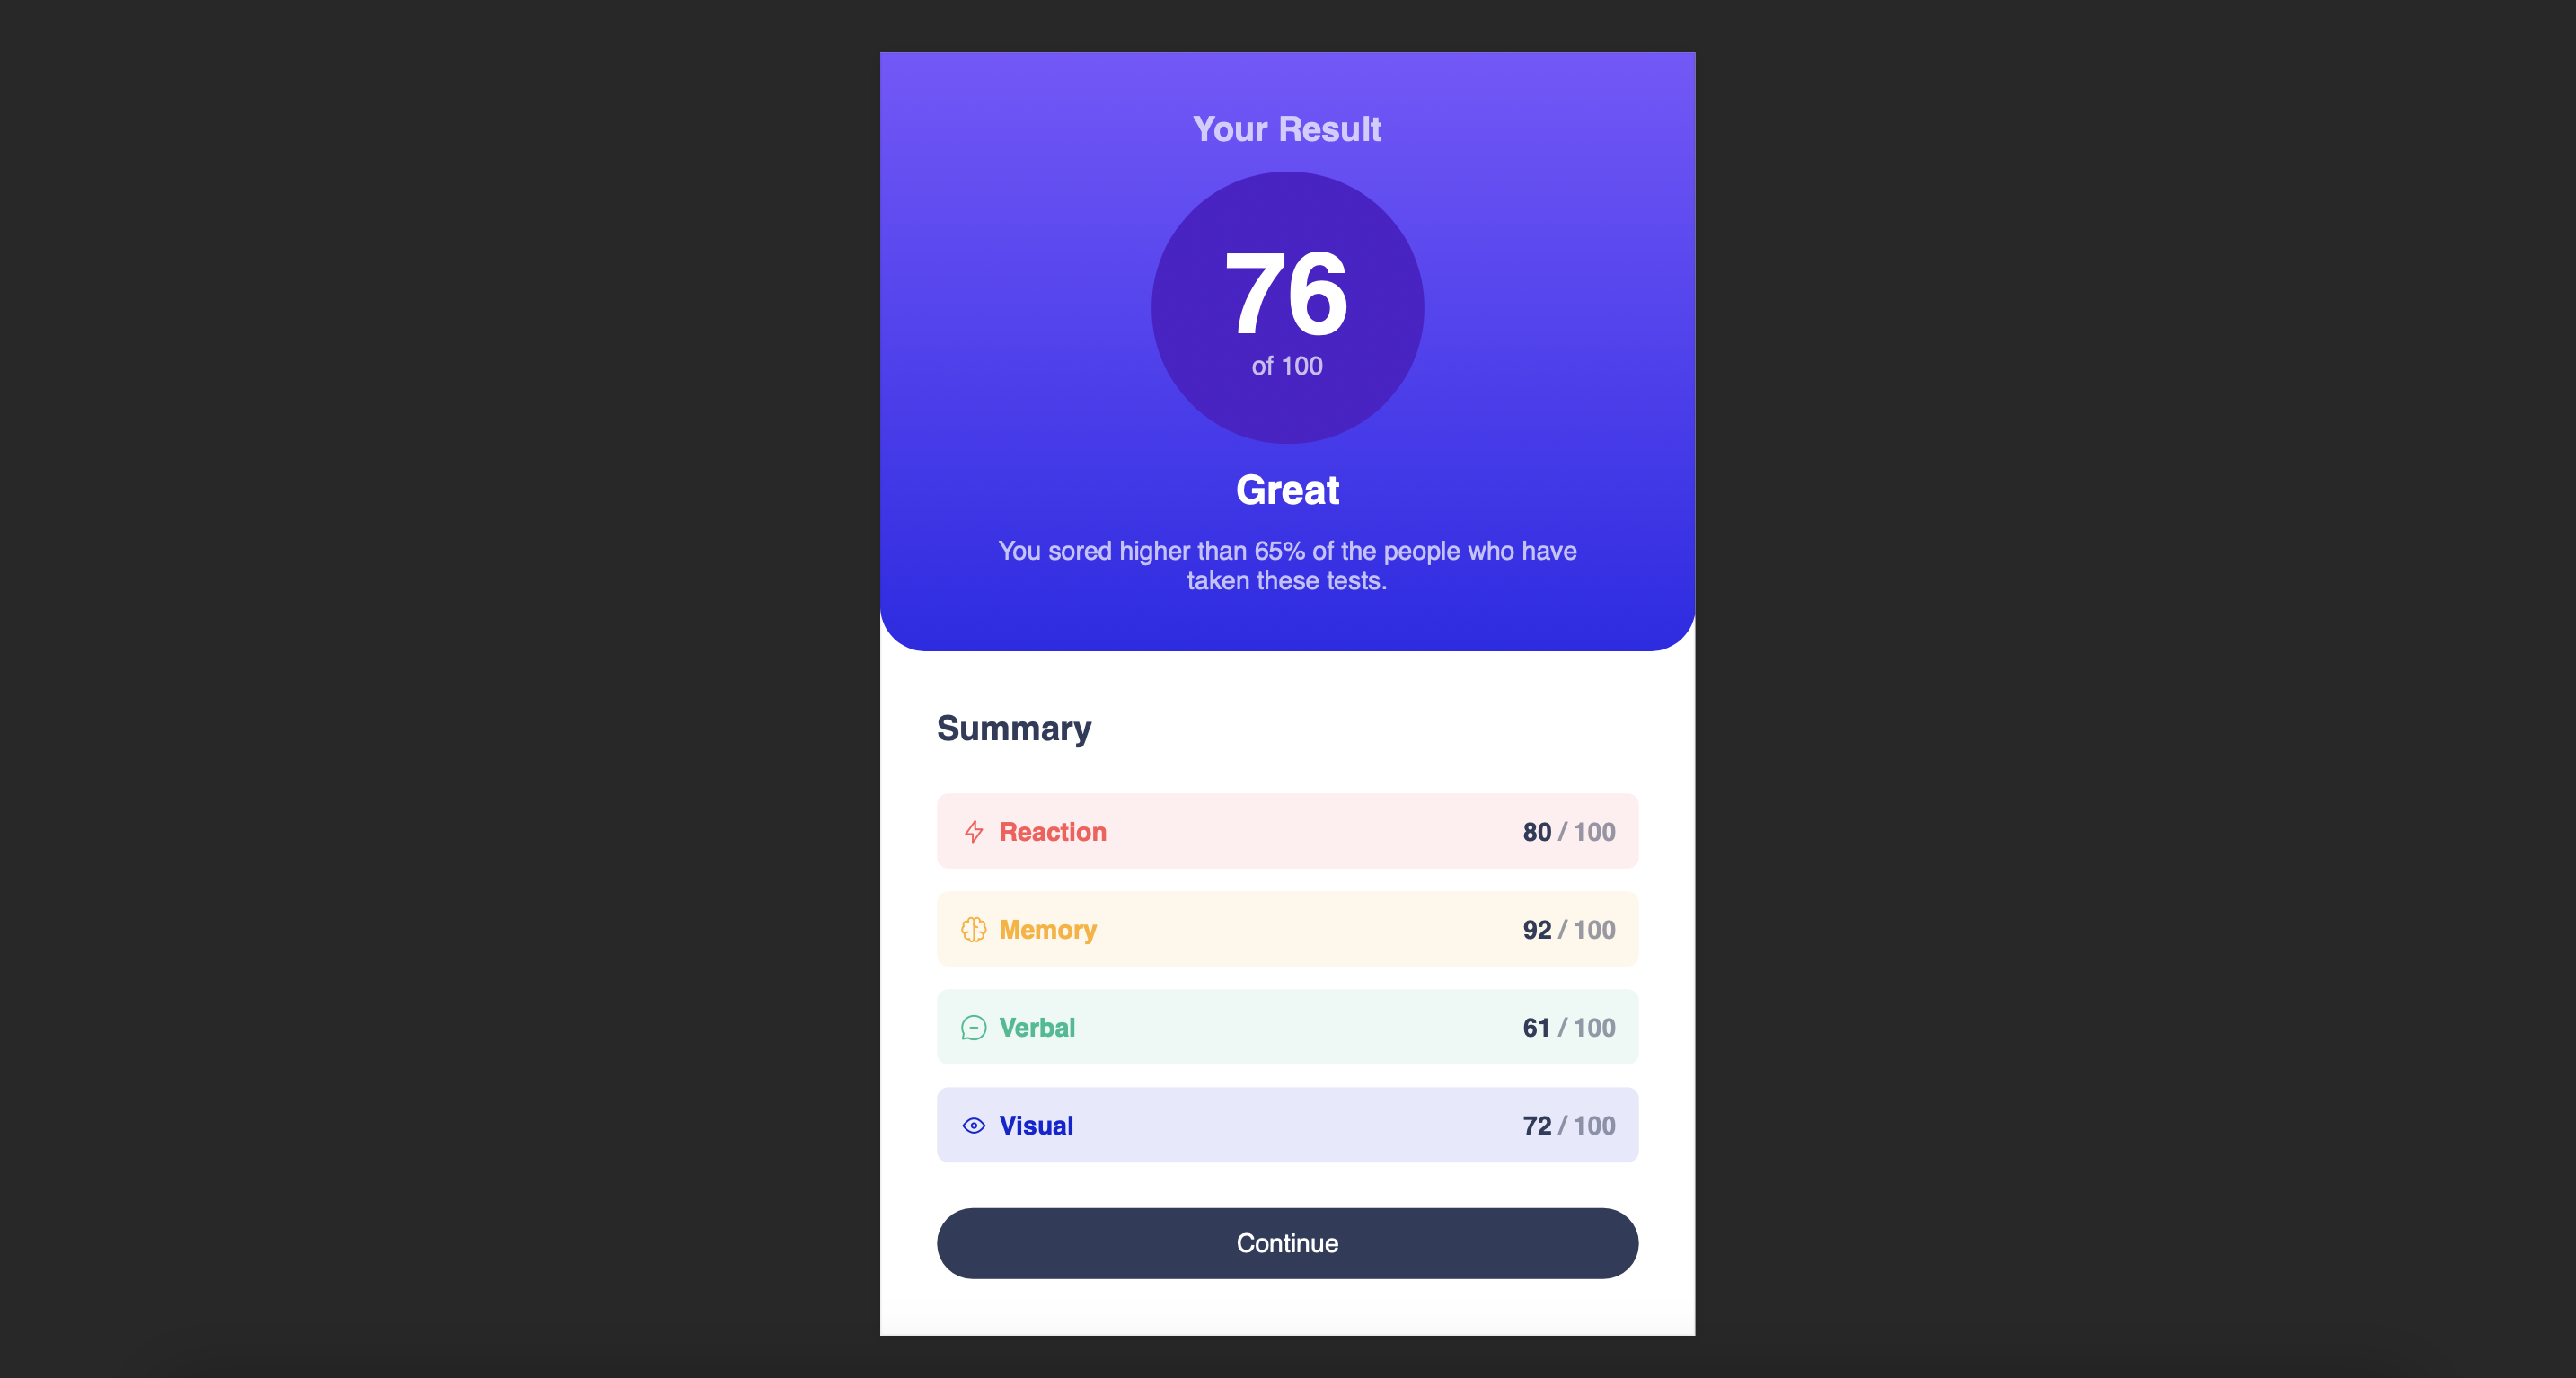 Your Result
76
of 100
Great
You sored higher than 65% of the people who have
taken these tests.
Summary
Reaction 80 / 100
Memory 92 / 100
Verbal 61 / 100
Visual 72 / 100
Continue